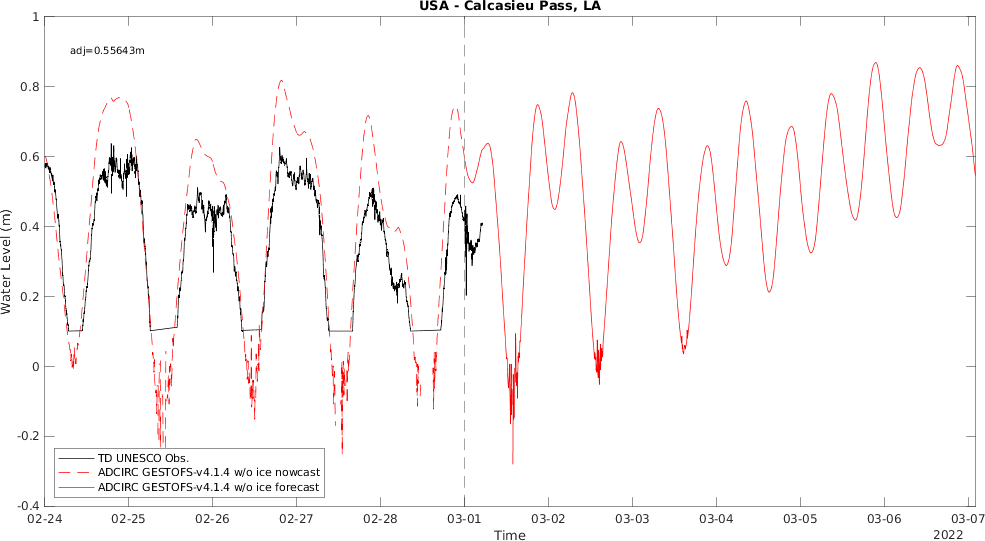 USA - Calcasieu Pass, LA
1
adj=0.55643m
0.8
0.6
0.4
0.2
0
-0.2
-0.4
Water Level (m)
TD UNESCO Obs.
ADCIRC GESTOFS-v4.1.4 w/o ice nowcast
ADCIRC GESTOFS-v4.1.4 w/o ice forecast
02-24 02-25 02-26 02-27 02-28 03-01 03-02 03-03 03-04 03-05 03-06 03-07
Time
2022